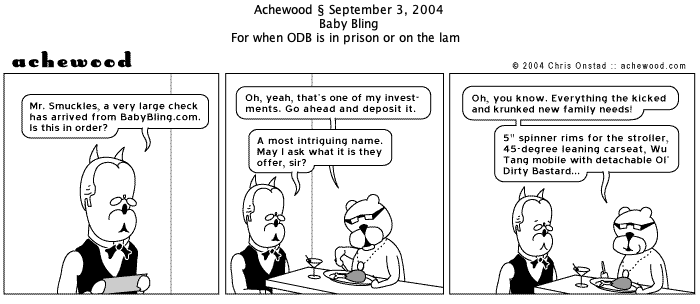 Achewood § September 3, 2004
Baby Bling
For when ODB is in prison or on the lam
achewood
© 2004 Chris Onstad :: achewood.com
Mr. Smuckles, a very large check
has arrived from BabyBling.com.
Is this in order?
Oh, yeah, that's one of my invest-
ments. Go ahead and deposit it.
A most intriguing name.
May I ask what it is they
offer, sir?
Oh, you know. Everything the kicked
and krunked new family needs!
5" spinner rims for the stroller,
45-degree leaning carseat, Wu
Tang mobile with detachable Ol'
Dirty Bastard...